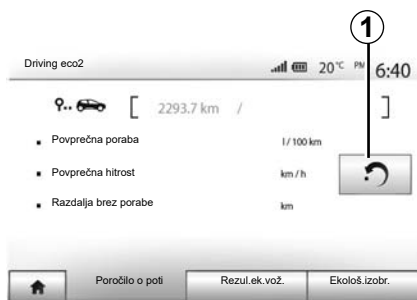 1
Driving eco2 20°C PM 6:40
[ 2293.7 km / ]
Povprečna poraba l/100 km
Povprečna hitrost km/h
Razdalja brez porabe km
Poročilo o poti Rezul.ek.vož. Ekološ.izobr.